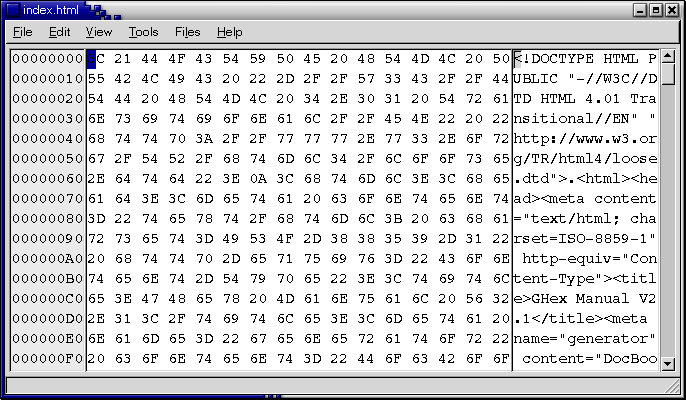 index.html
File Edit View Tools Files Help
00000000 3C 21 44 4F 43 54 59 50 45 20 48 54 4D 4C 20 50 <!DOCTYPE HTML P
00000010 55 42 4C 49 43 20 22 2D 2F 2F 57 33 43 2F 2F 44 UBLIC "-//W3C//D
00000020 54 44 20 48 54 4D 4C 20 34 2E 30 31 20 54 72 61 TD HTML 4.01 Tra
00000030 6E 73 69 74 69 6F 6E 61 6C 2F 2F 45 4E 22 20 22 nsitional//EN" "
00000040 68 74 74 70 3A 2F 2F 77 77 77 2E 77 33 2E 6F 72 http://www.w3.or
00000050 67 2F 54 52 2F 68 74 6D 6C 34 2F 6C 6F 6F 73 65 g/TR/html4/loose
00000060 2E 64 74 64 22 3E 0A 3C 68 74 6D 6C 3E 3C 68 65 .dtd">.<html><he
00000070 61 64 3E 3C 6D 65 74 61 20 63 6F 6E 74 65 6E 74 ad><meta content
00000080 3D 22 74 65 78 74 2F 68 74 6D 6C 3B 20 63 68 61 ="text/html; cha
00000090 72 73 65 74 3D 49 53 4F 2D 38 38 35 39 2D 31 22 rset=ISO-8859-1"
000000A0 20 68 74 74 70 2D 65 71 75 69 76 3D 22 43 6F 6E http-equiv="Con
000000B0 74 65 6E 74 2D 54 79 70 65 22 3E 3C 74 69 74 6C tent-Type"><titl
000000C0 65 3E 47 48 65 78 20 4D 61 6E 75 61 6C 20 56 32 e>GHex Manual V2
000000D0 2E 31 3C 2F 74 69 74 6C 65 3E 3C 6D 65 74 61 20 .1</title><meta
000000E0 6E 61 6D 65 3D 22 67 65 6E 65 72 61 74 6F 72 22 name="generator"
000000F0 20 63 6F 6E 74 65 6E 74 3D 22 44 6F 63 42 6F 6F content="DocBoo